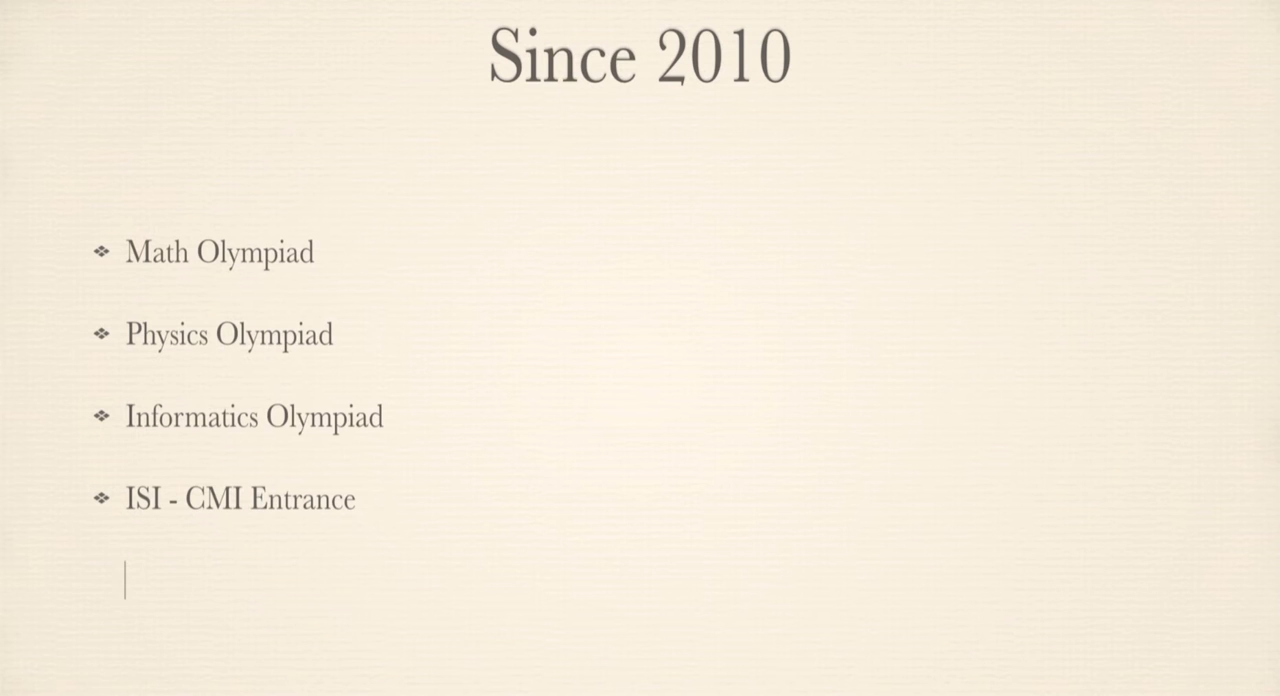 Since 2010
Math Olympiad
Physics Olympiad
Informatics Olympiad
ISI - CMI Entrance